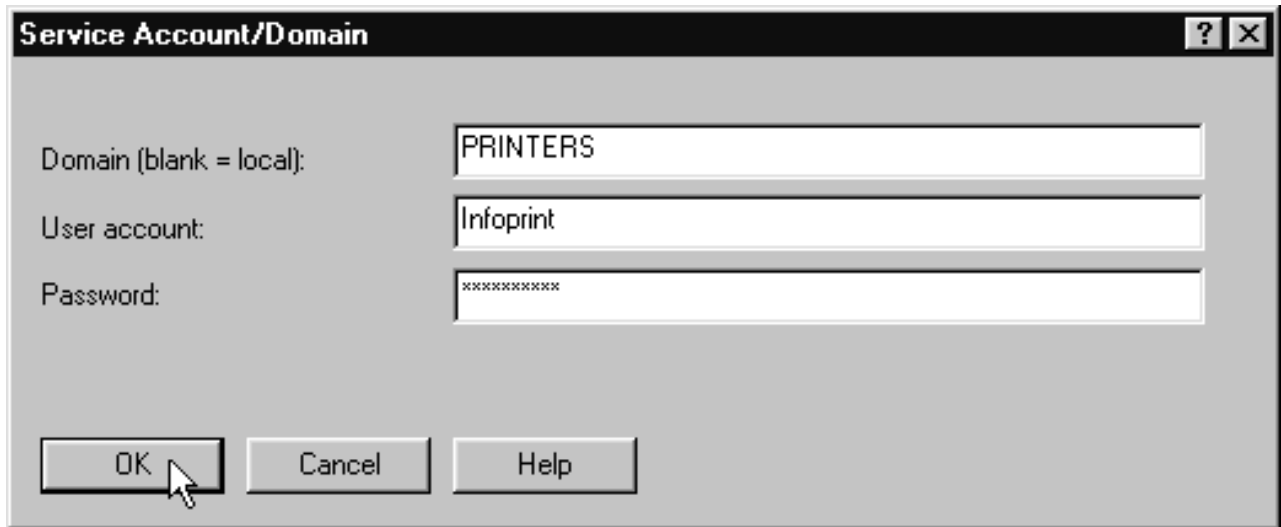 Service Account/Domain
Domain (blank = local): PRINTERS
User account: Infoprint
Password: **********
OK Cancel Help